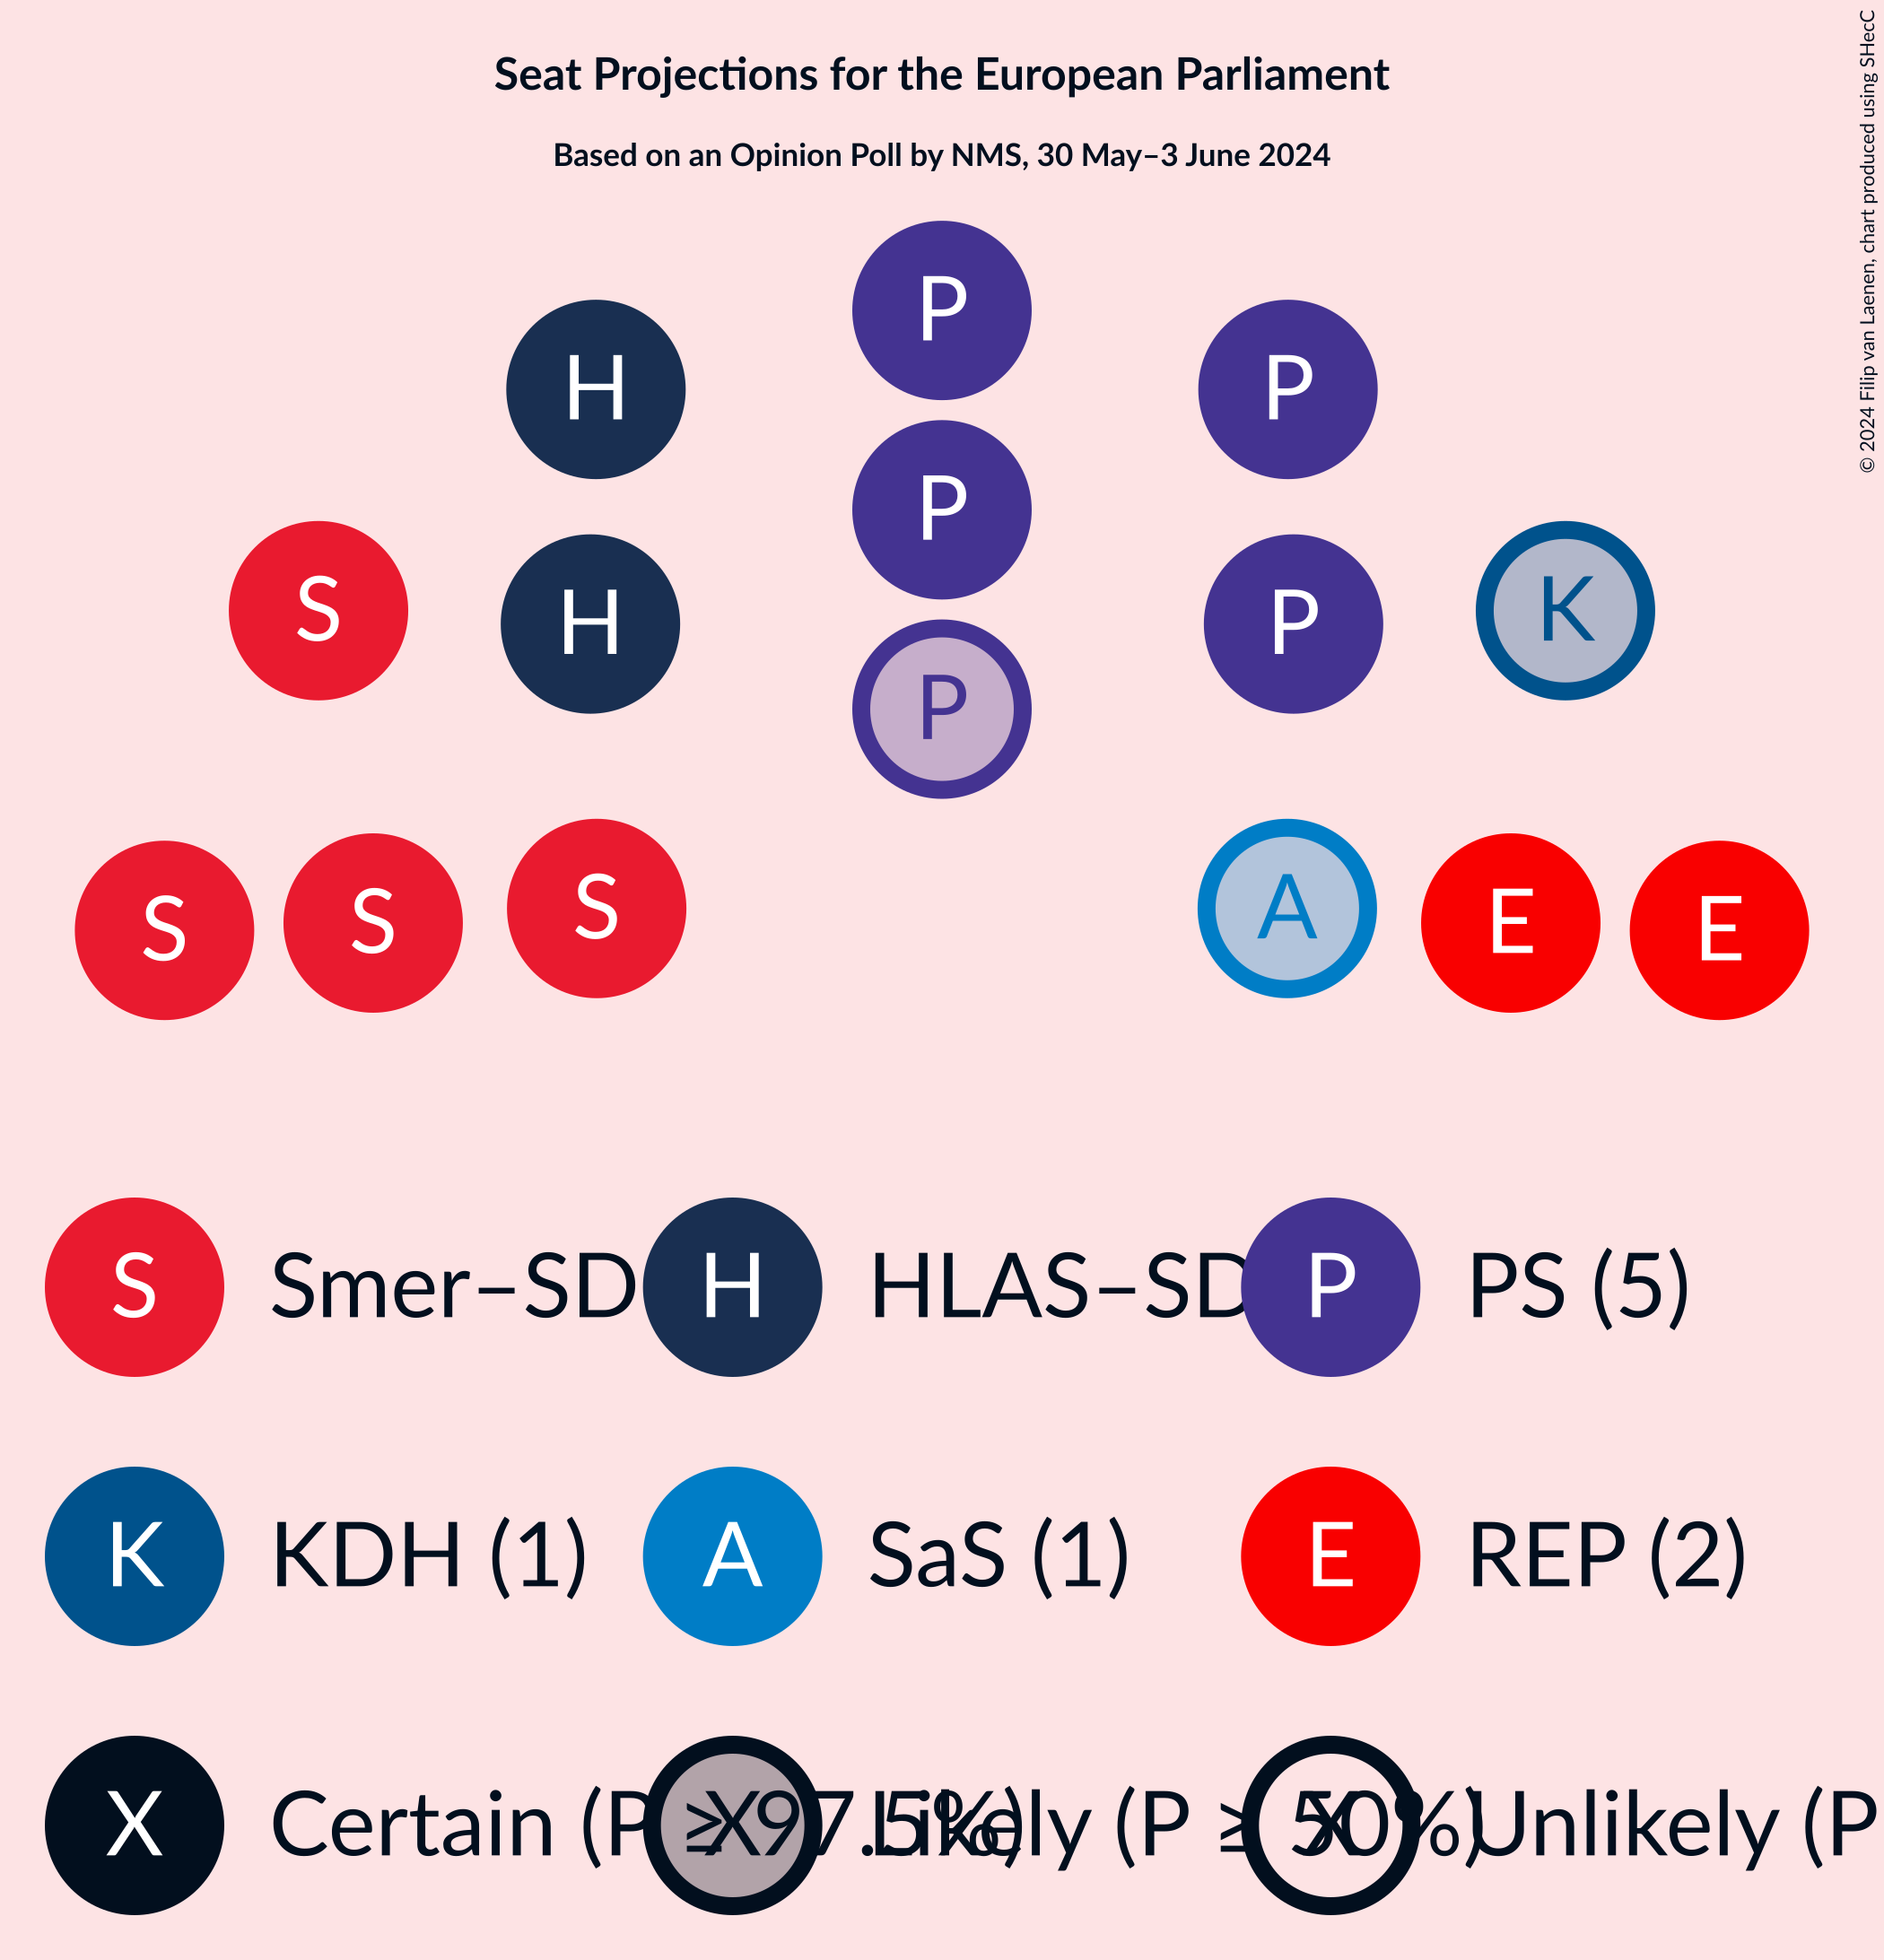 Seat Projections for the European Parliament
Based on an Opinion Poll by NMS, 30 May–3 June 2024
© 2024 Filip van Laenen, chart produced using SHecC
P
H P
P
S H P K
P
S S S A E E
S Smer–SD H HLAS–SD P PS (5)
K KDH (1) A SaS (1) E REP (2)
X Certain (P ≥ 97.5%) X Likely (P ≥ 50%) X Unlikely (P